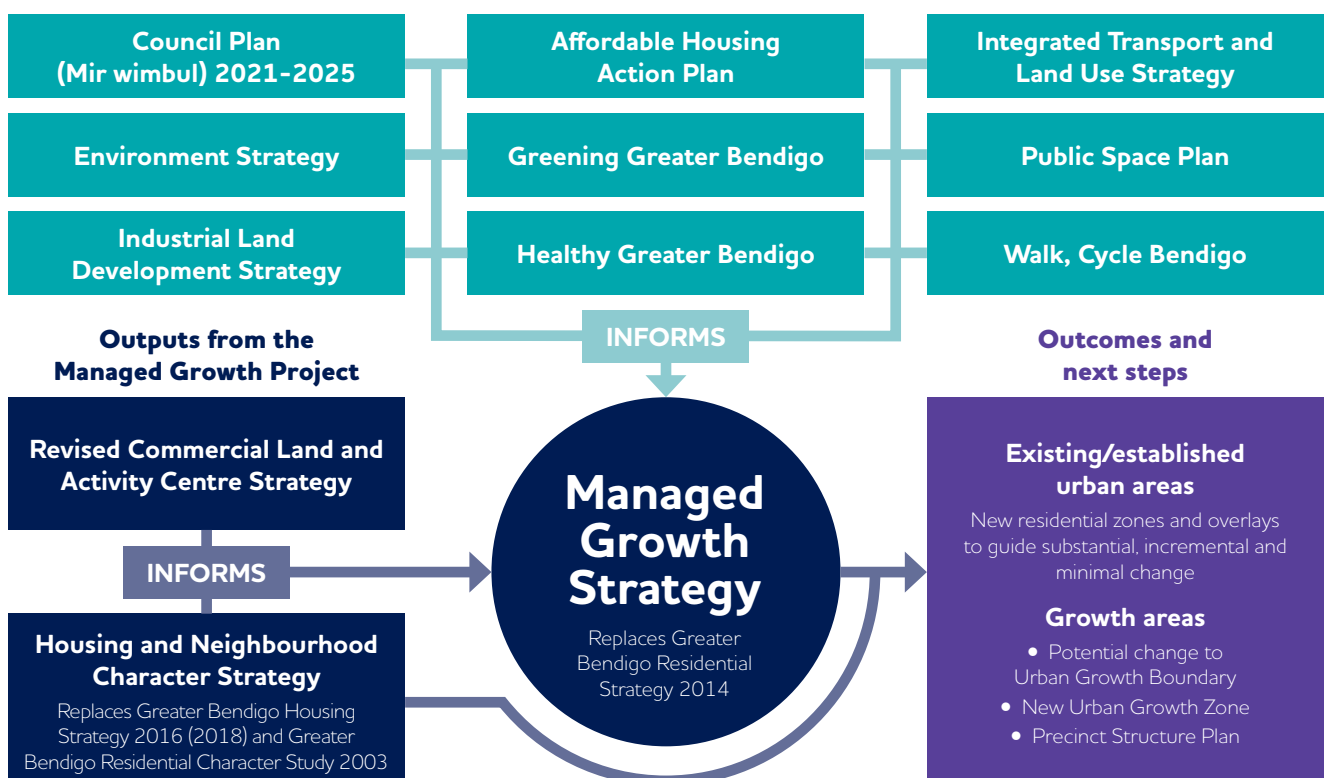 Council Plan
(Mir wimbul) 2021-2025
Affordable Housing
Action Plan
Integrated Transport and
Land Use Strategy
Environment Strategy
Greening Greater Bendigo
Public Space Plan
Industrial Land
Development Strategy
Healthy Greater Bendigo
Walk, Cycle Bendigo
INFORMS
Outputs from the
Managed Growth Project
Revised Commercial Land and
Activity Centre Strategy
INFORMS
Housing and Neighbourhood
Character Strategy
Replaces Greater Bendigo Housing
Strategy 2016 (2018) and Greater
Bendigo Residential Character Study 2003
Managed
Growth
Strategy
Replaces Greater
Bendigo Residential
Strategy 2014
Outcomes and
next steps
Existing/established
urban areas
New residential zones and overlays
to guide substantial, incremental and
minimal change
Growth areas
• Potential change to
Urban Growth Boundary
• New Urban Growth Zone
• Precinct Structure Plan